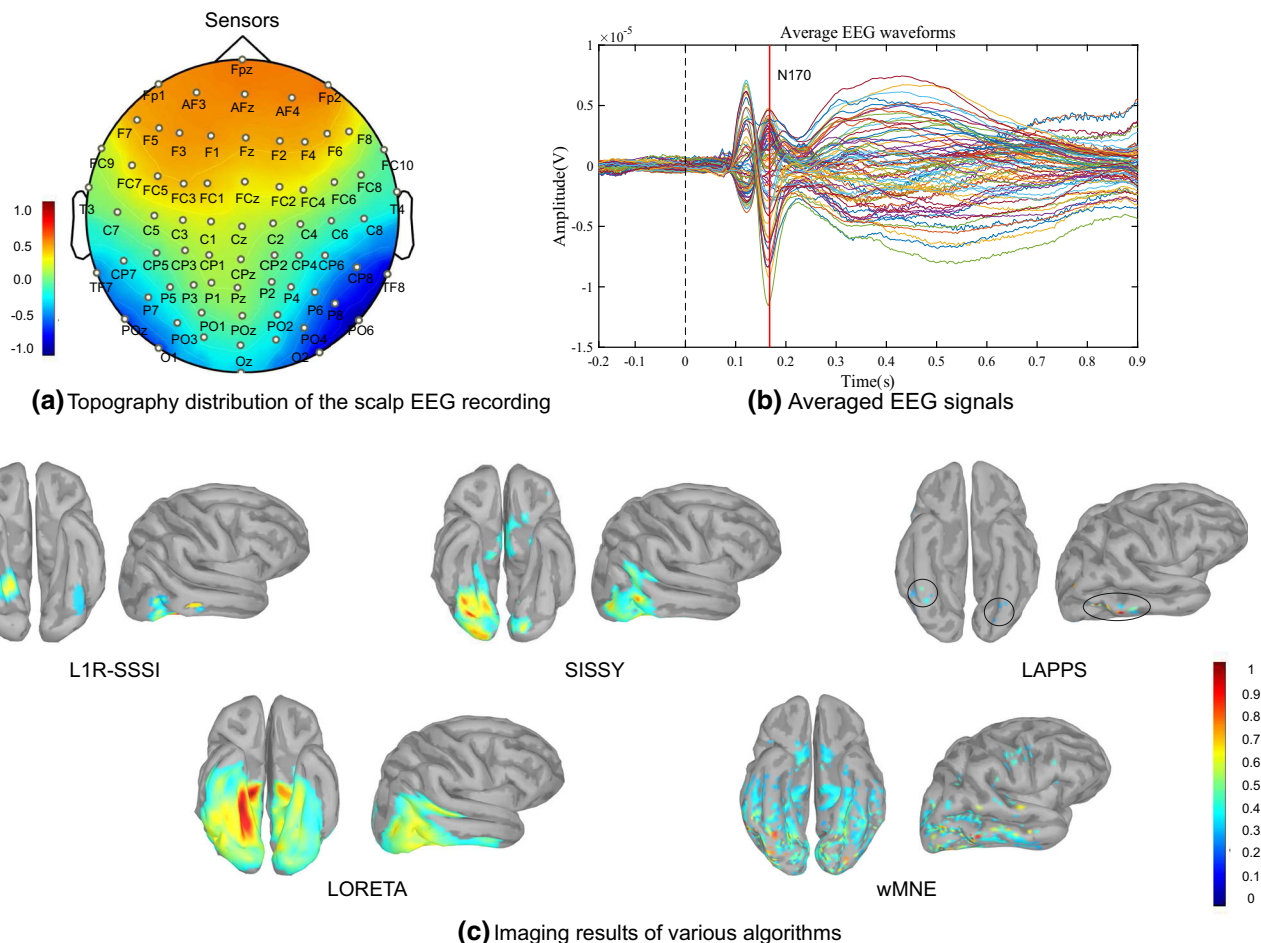 Sensors
Fpz
Fp1 AF3 AFz AF4 Fp2
F7 F5 F3 F1 Fz F2 F4 F6 F8
FC9 FC10
FC7 FC5 FC3 FC1 FCz FC2 FC4 FC6 FC8
T3 T4
C7 C5 C3 C1 Cz C2 C4 C6 C8
CP7 CP5 CP3 CP1 CPz CP2 CP4 CP6 CP8
TF7 TF8
P7 P5 P3 P1 Pz P2 P4 P6 P8
POz PO3 PO1 POz PO2 PO4 PO6
O1 Oz O2
1.0
0.5
0.0
-0.5
-1.0
(a) Topography distribution of the scalp EEG recording
Average EEG waveforms
×10⁻⁵
N170
Amplitude(V)
1
0.5
0
-0.5
-1
-1.5
-0.2 -0.1 0 0.1 0.2 0.3 0.4 0.5 0.6 0.7 0.8 0.9
Time(s)
(b) Averaged EEG signals
L1R-SSSI
SISSY
LAPPS
LORETA
wMNE
1
0.9
0.8
0.7
0.6
0.5
0.4
0.3
0.2
0.1
0
(c) Imaging results of various algorithms